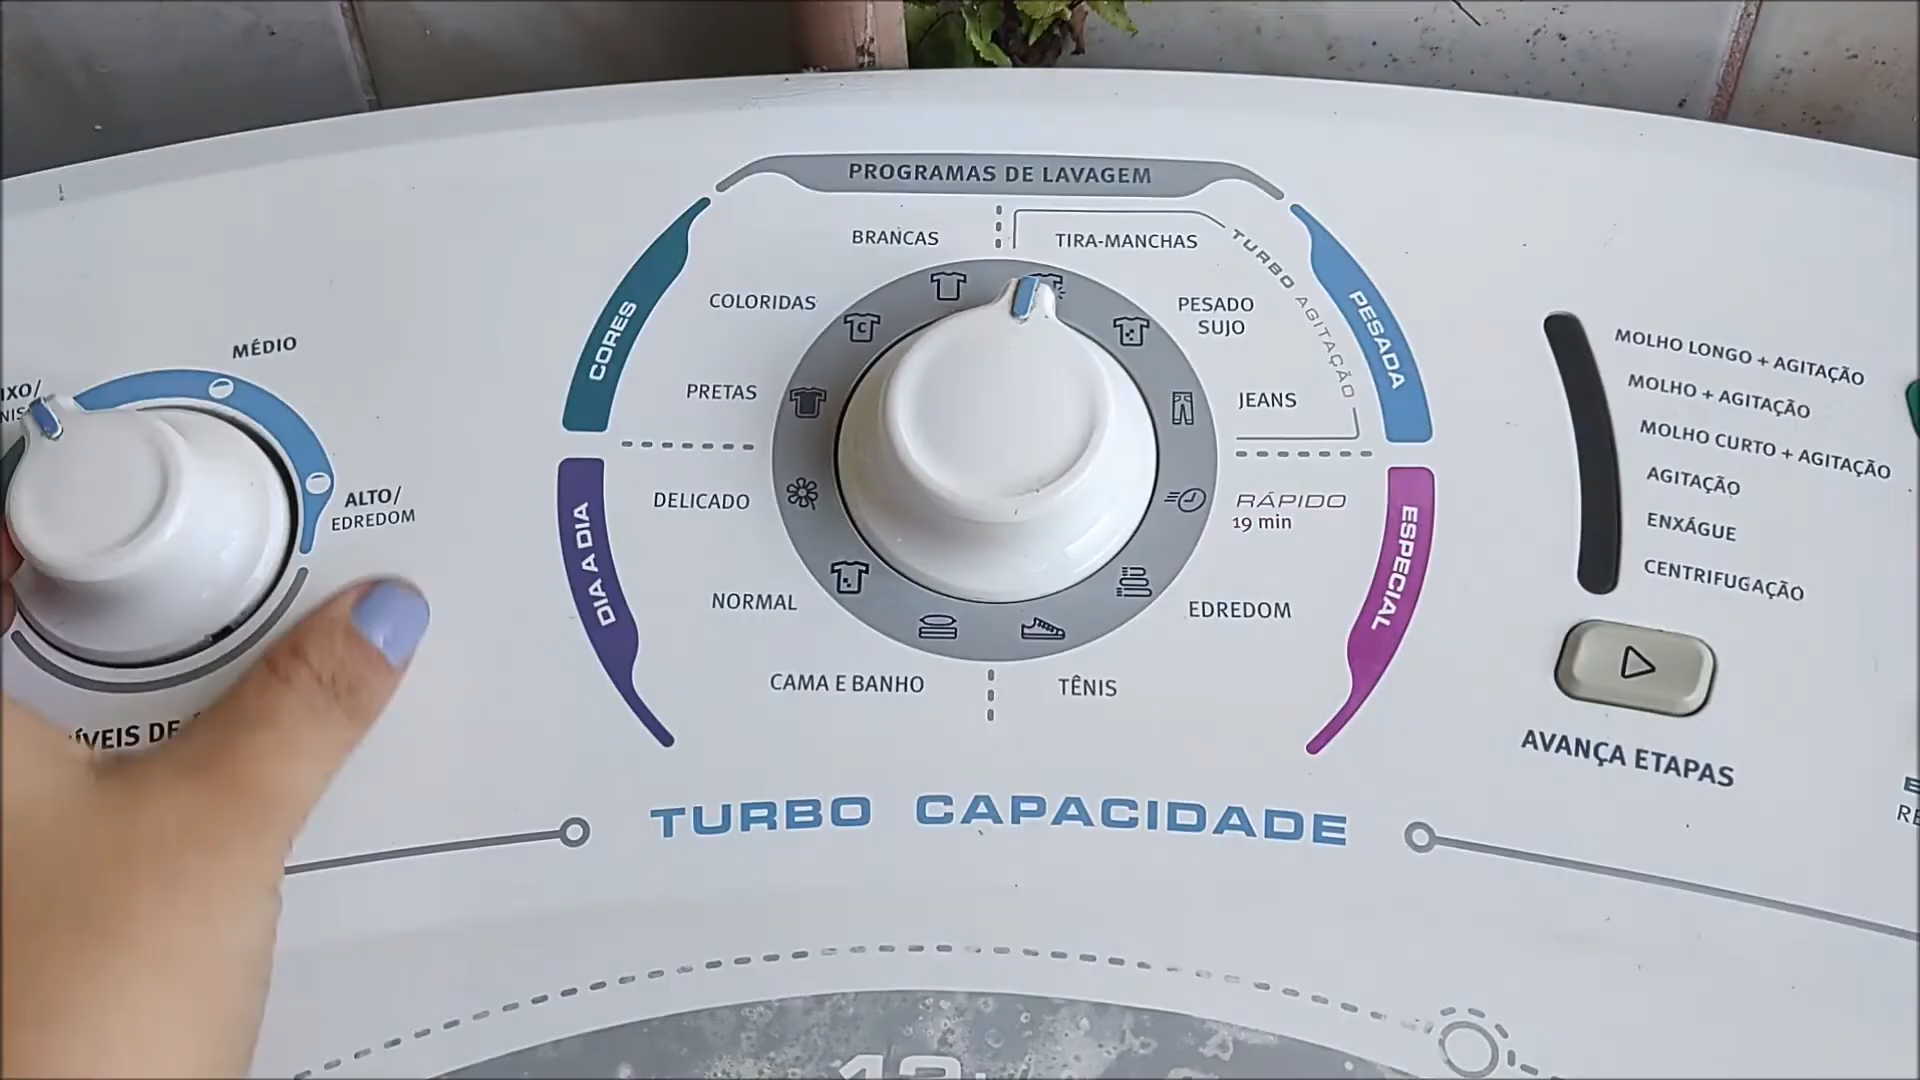 PROGRAMAS DE LAVAGEM
BRANCAS
TIRA-MANCHAS
TURBO AGITAÇÃO
COLORIDAS
PESADO
SUJO
CORES
PESADA
PRETAS
JEANS
DELICADO
RÁPIDO
19 min
DIA A DIA
ESPECIAL
NORMAL
EDREDOM
CAMA E BANHO
TÊNIS
C
MÉDIO
ALTO/
EDREDOM
DE
MOLHO LONGO + AGITAÇÃO
MOLHO + AGITAÇÃO
MOLHO CURTO + AGITAÇÃO
AGITAÇÃO
ENXÁGUE
CENTRIFUGAÇÃO
AVANÇA ETAPAS
TURBO CAPACIDADE